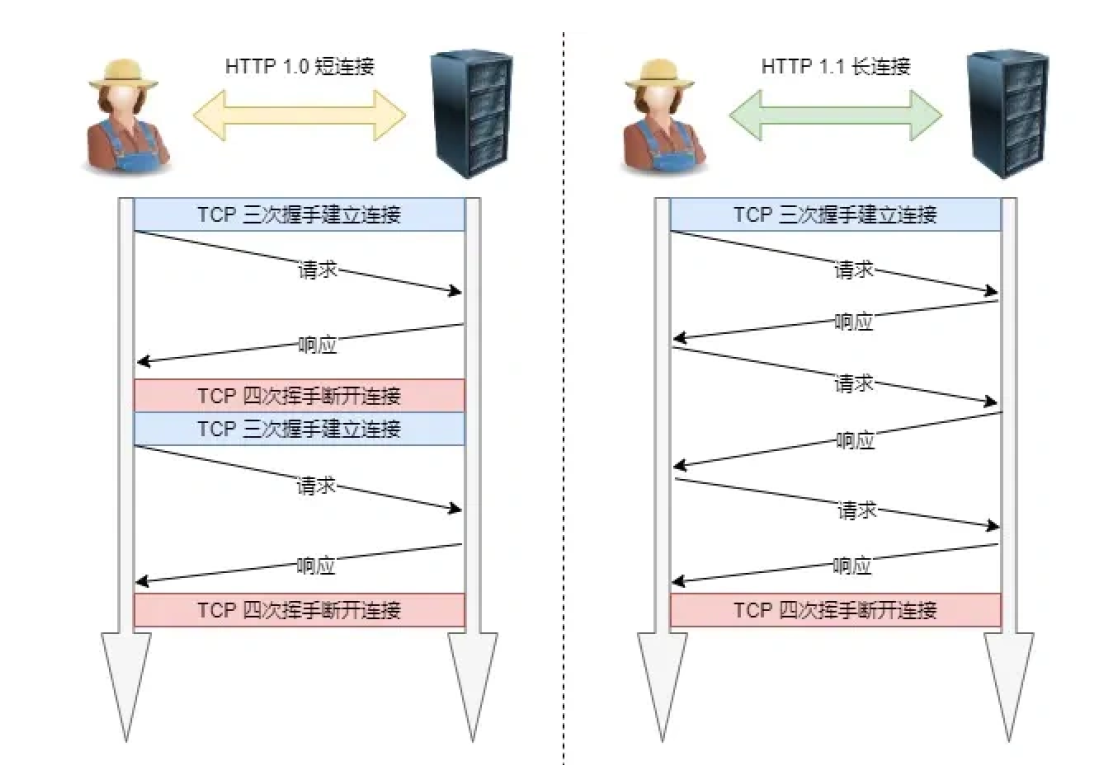 HTTP 1.0 短连接
TCP 三次握手建立连接
请求
响应
TCP 四次挥手断开连接
TCP 三次握手建立连接
请求
响应
TCP 四次挥手断开连接
HTTP 1.1 长连接
TCP 三次握手建立连接
请求
响应
请求
响应
请求
响应
TCP 四次挥手断开连接